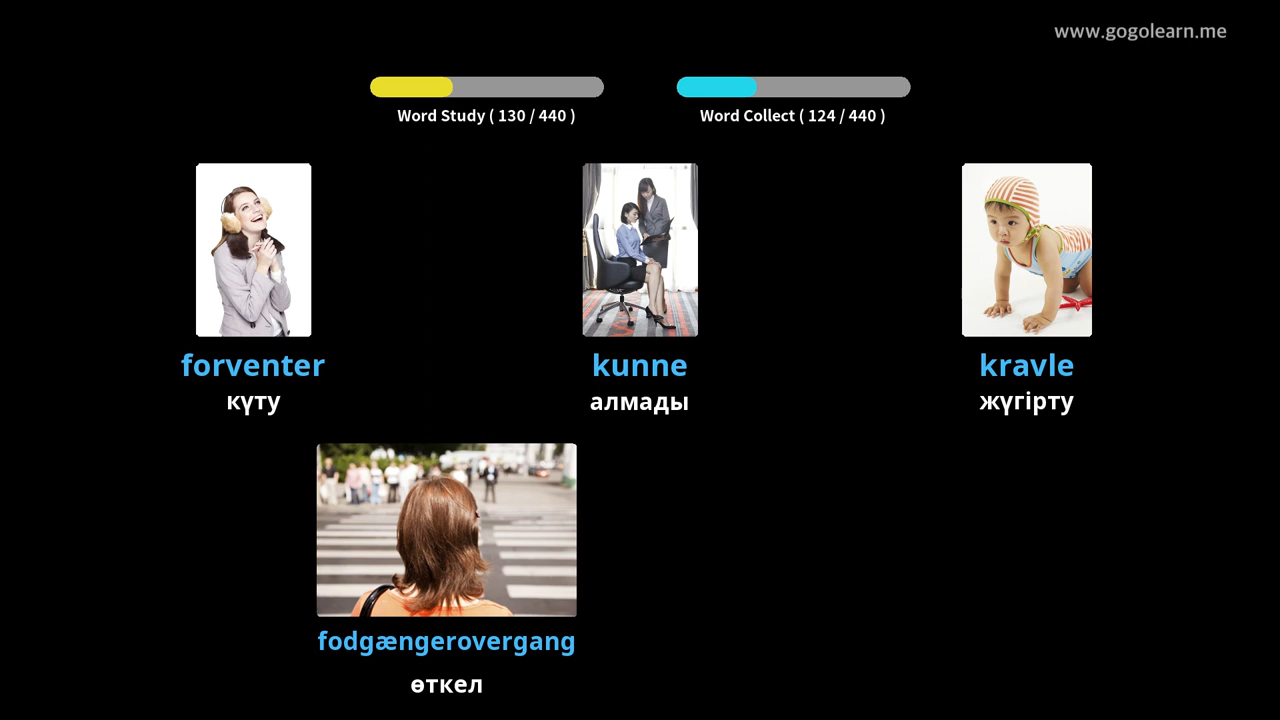 www.gogolearn.me
Word Study ( 130 / 440 )
Word Collect ( 124 / 440 )
forventer
күту
kunne
алмады
kravle
жүгірту
fodgængerovergang
өткел